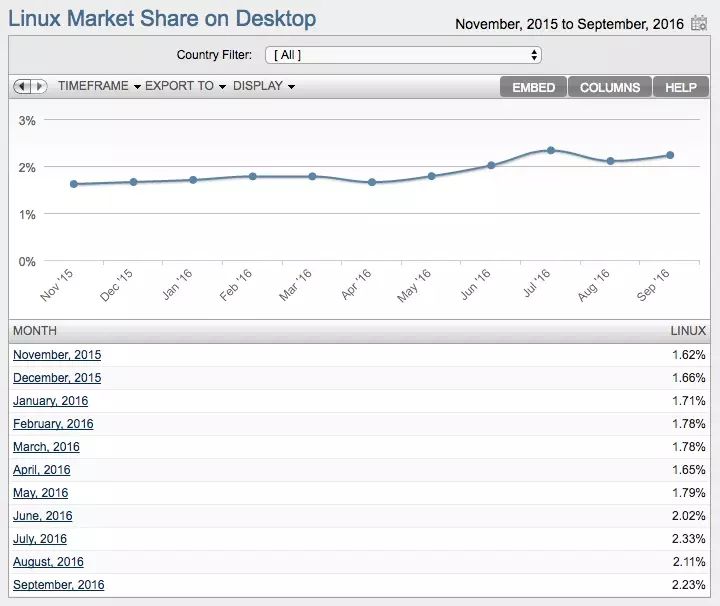 Linux Market Share on Desktop
November, 2015 to September, 2016
Country Filter: [ All ]
TIMEFRAME EXPORT TO DISPLAY EMBED COLUMNS HELP
3%
2%
1%
0%
Nov '15 Dec '15 Jan '16 Feb '16 Mar '16 Apr '16 May '16 Jun '16 Jul '16 Aug '16 Sep '16
MONTH LINUX
November, 2015 1.62%
December, 2015 1.66%
January, 2016 1.71%
February, 2016 1.78%
March, 2016 1.78%
April, 2016 1.65%
May, 2016 1.79%
June, 2016 2.02%
July, 2016 2.33%
August, 2016 2.11%
September, 2016 2.23%